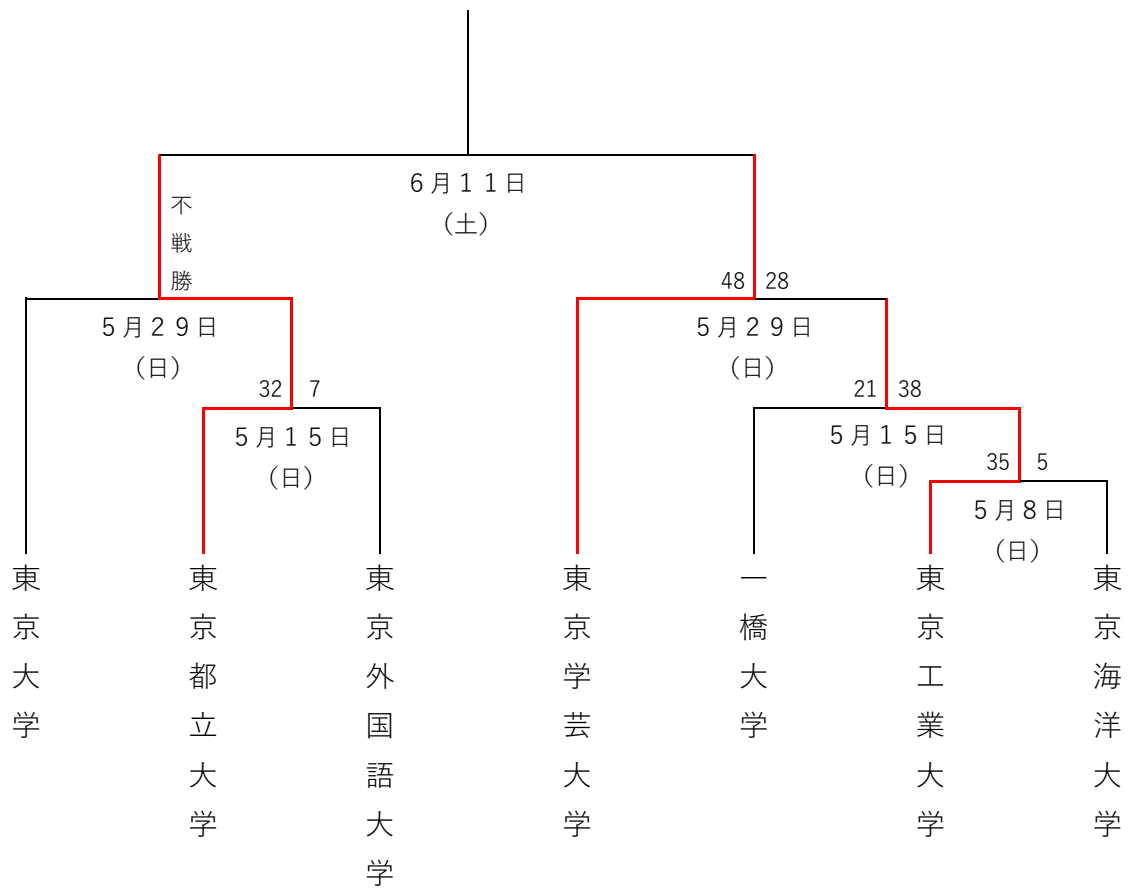 ６月１１日
（土）
不戦勝
48 28
５月２９日
（日）
５月２９日
（日）
32 7
21 38
５月１５日
（日）
５月１５日
（日）
35 5
５月８日
（日）
東京大学
東京都立大学
東京外国語大学
東京学芸大学
一橋大学
東京工業大学
東京海洋大学